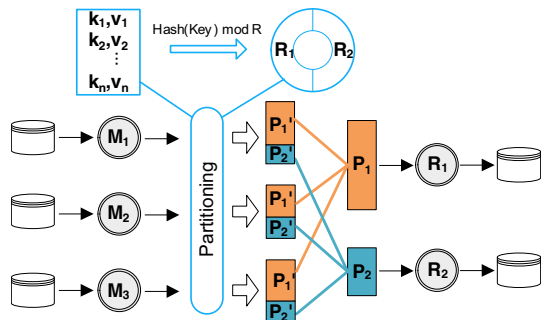 k1,v1
k2,v2
⋮
kn,vn
Hash(Key) mod R
R1 R2
M1
M2
M3
Partitioning
P1'
P2'
P1'
P2'
P1'
P2'
P1
P2
R1
R2